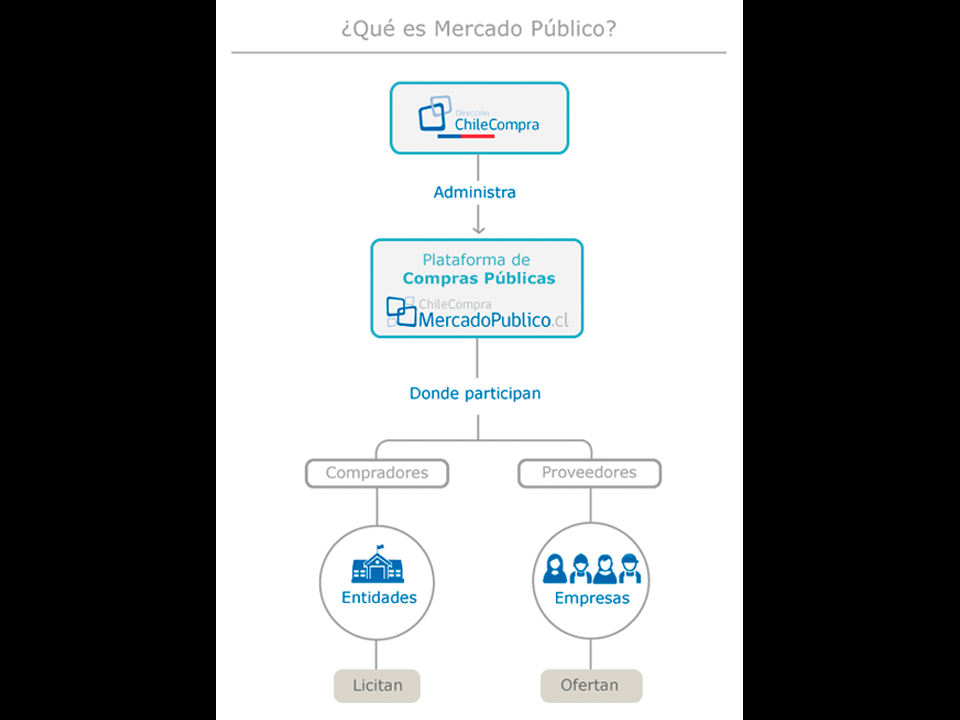 ¿Qué es Mercado Público?
Dirección
ChileCompra
Administra
Plataforma de
Compras Públicas
ChileCompra
MercadoPublico.cl
Donde participan
Compradores
Proveedores
Entidades
Empresas
Licitan
Ofertan